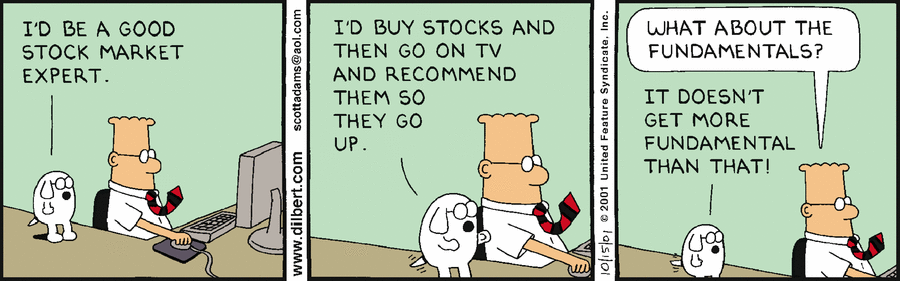 I'D BE A GOOD
STOCK MARKET
EXPERT.
www.dilbert.com scottadams@aol.com
I'D BUY STOCKS AND
THEN GO ON TV
AND RECOMMEND
THEM SO
THEY GO
UP.
10/15/01 © 2001 United Feature Syndicate, Inc.
WHAT ABOUT THE
FUNDAMENTALS?
IT DOESN'T
GET MORE
FUNDAMENTAL
THAN THAT!